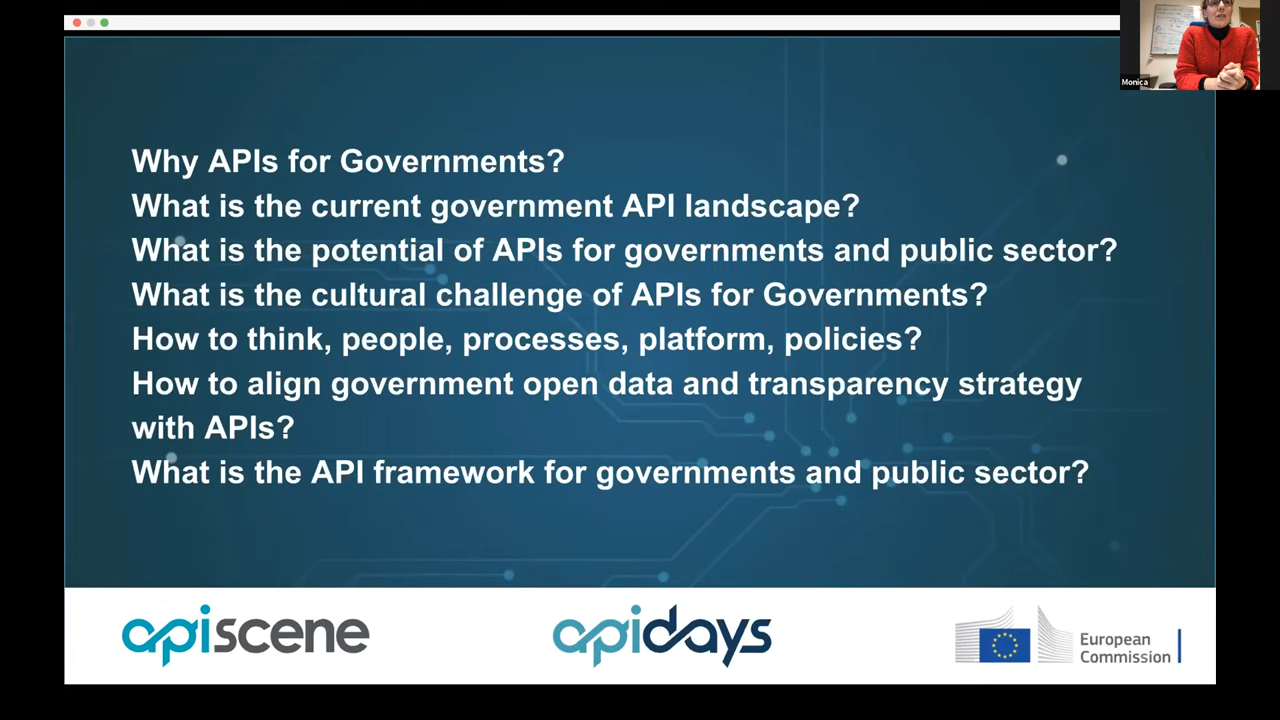 Monica
Why APIs for Governments?
What is the current government API landscape?
What is the potential of APIs for governments and public sector?
What is the cultural challenge of APIs for Governments?
How to think, people, processes, platform, policies?
How to align government open data and transparency strategy
with APIs?
What is the API framework for governments and public sector?
apiscene
apidays
European
Commission